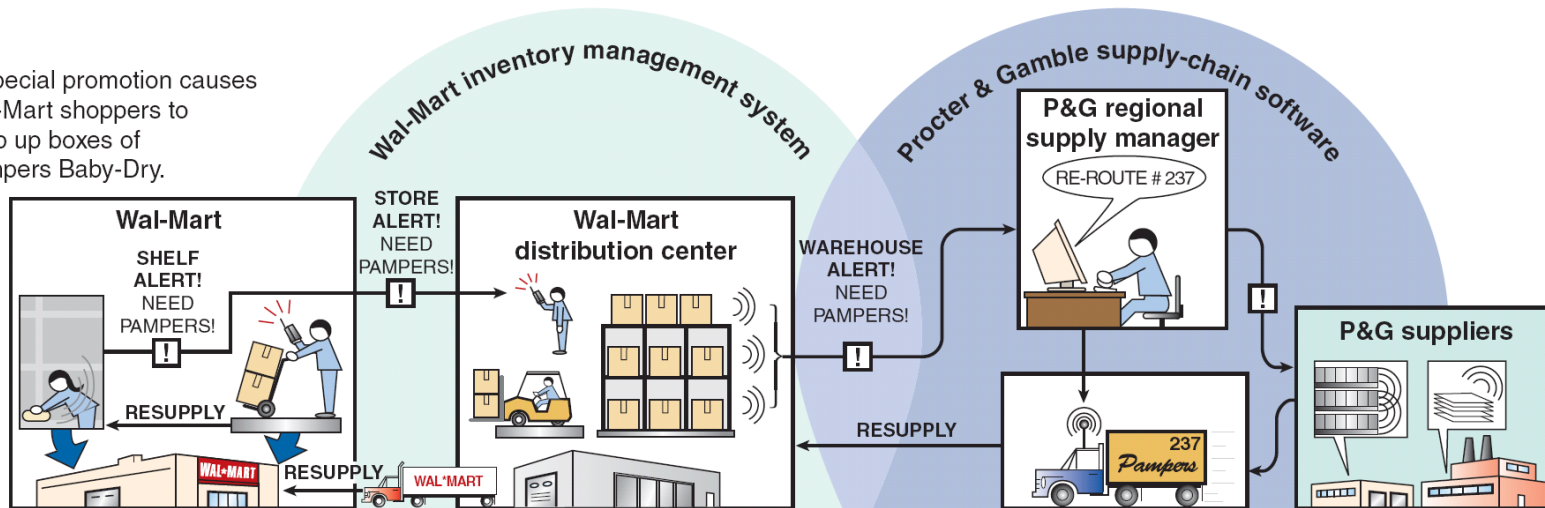 pecial promotion causes
-Mart shoppers to
up boxes of
pers Baby-Dry.
Wal-Mart inventory management system
Procter & Gamble supply-chain software
P&G regional
supply manager
RE-ROUTE # 237
Wal-Mart
SHELF
ALERT!
NEED
PAMPERS!
!
RESUPPLY
WAL*MART
STORE
ALERT!
NEED
PAMPERS!
!
RESUPPLY
WAL*MART
Wal-Mart
distribution center
WAREHOUSE
ALERT!
NEED
PAMPERS!
!
RESUPPLY
!
237
Pampers
P&G suppliers